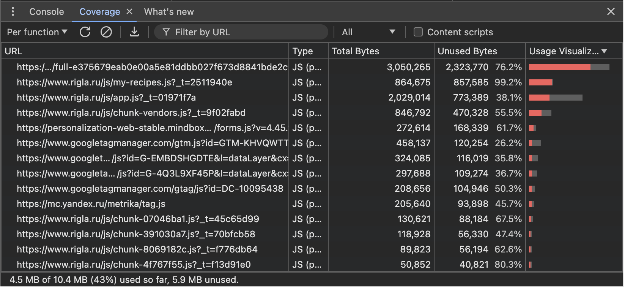 Console Coverage What's new
Per function Filter by URL All Content scripts
URL Type Total Bytes Unused Bytes Usage Visualiz...
https:/.../full-e375679eab0e00a5e81ddbb027f673d8841bde2c JS (p... 3,050,265 2,323,770 76.2%
https://www.rigla.ru/js/my-recipes.js?_t=2511940e JS (p... 864,675 857,585 99.2%
https://www.rigla.ru/js/app.js?_t=01971f7a JS (p... 2,029,014 773,389 38.1%
https://www.rigla.ru/js/chunk-vendors.js?_t=9f02fabd JS (p... 846,792 470,328 55.5%
https://personalization-web-stable.mindbox.../forms.js?v=4.45. JS (p... 272,614 168,339 61.7%
https://www.googletagmanager.com/gtm.js?id=GTM-KHVQWTT JS (p... 458,137 120,254 26.2%
https://www.googlet.../js?id=G-EMBDSHGDTE&l=dataLayer&cx JS (p... 324,085 116,019 35.8%
https://www.googleta.../js?id=G-4Q3L9XF45P&l=dataLayer&cx JS (p... 297,688 109,274 36.7%
https://www.googletagmanager.com/gtag/js?id=DC-10095438 JS (p... 208,656 104,946 50.3%
https://mc.yandex.ru/metrika/tag.js JS (p... 205,640 93,898 45.7%
https://www.rigla.ru/js/chunk-07046ba1.js?_t=45c65d99 JS (p... 130,621 88,184 67.5%
https://www.rigla.ru/js/chunk-391030a7.js?_t=70bfcb58 JS (p... 118,928 56,330 47.4%
https://www.rigla.ru/js/chunk-8069182c.js?_t=f776db64 JS (p... 89,823 56,194 62.6%
https://www.rigla.ru/js/chunk-4f767f55.js?_t=f13d91e0 JS (p... 50,852 40,821 80.3%
4.5 MB of 10.4 MB (43%) used so far, 5.9 MB unused.